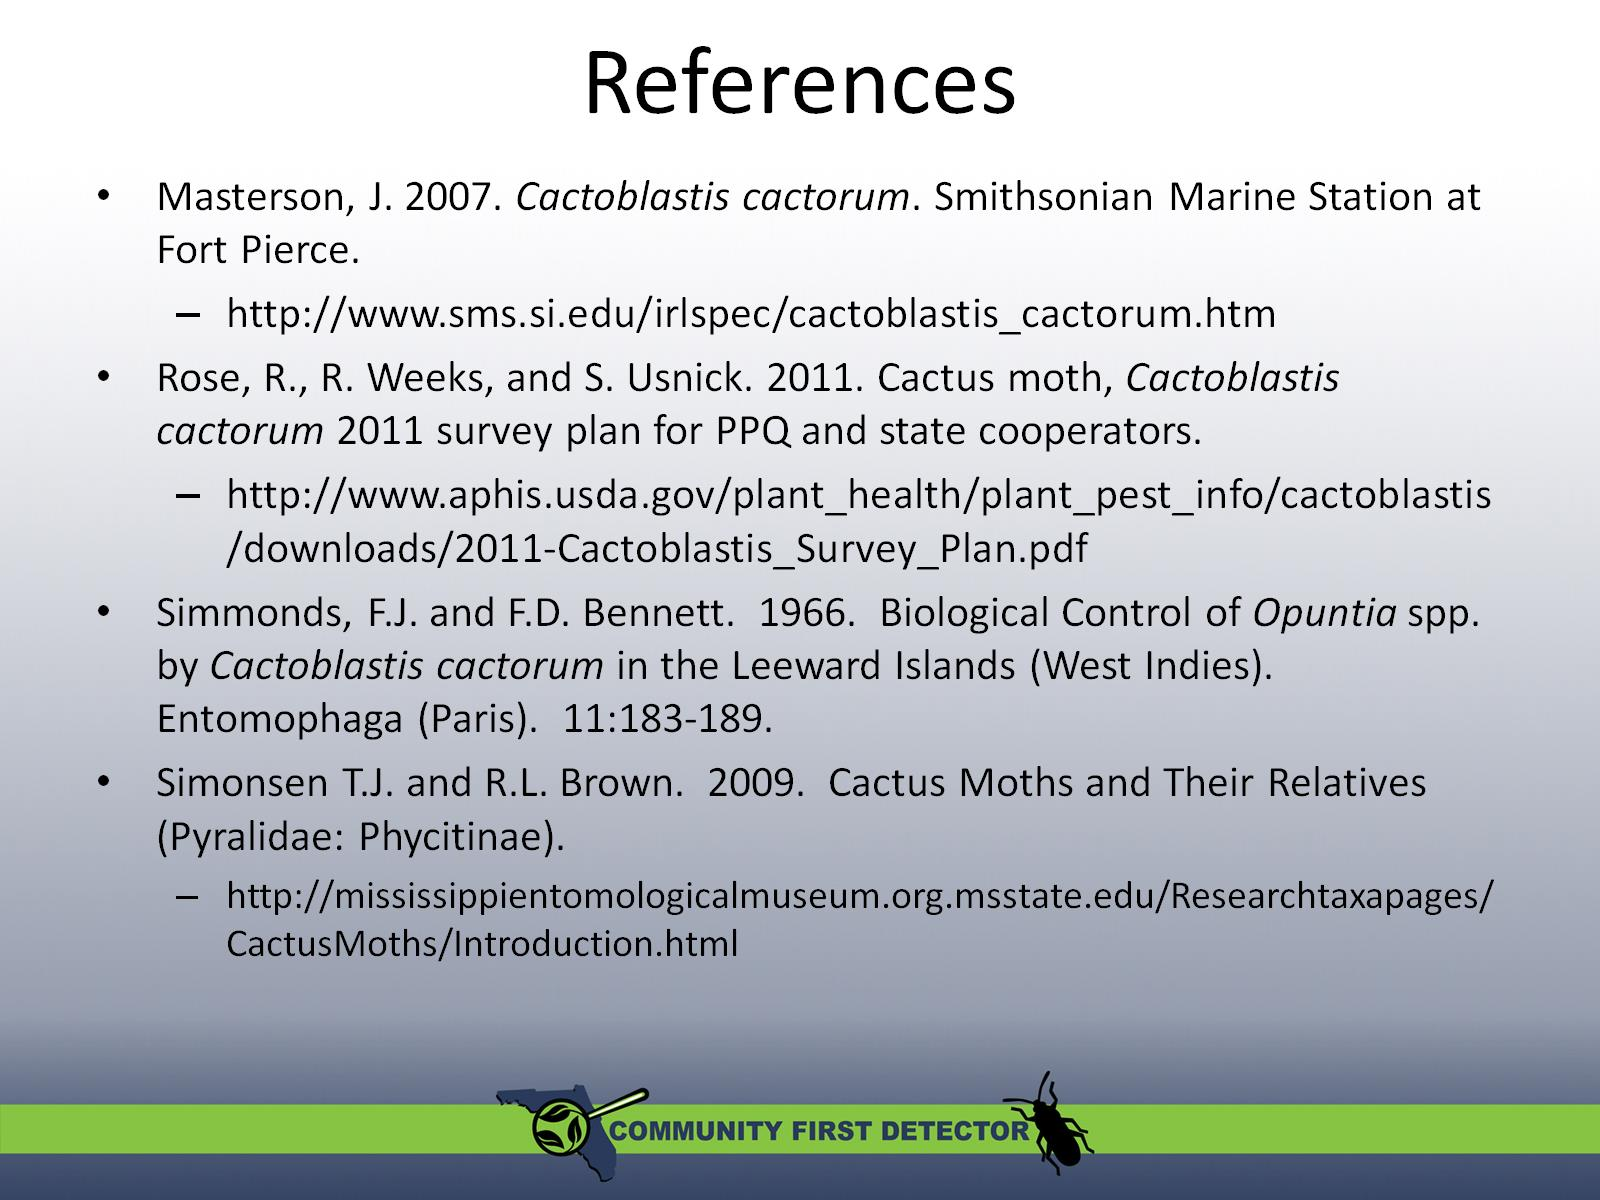 References
• Masterson, J. 2007. Cactoblastis cactorum. Smithsonian Marine Station at
Fort Pierce.
– http://www.sms.si.edu/irlspec/cactoblastis_cactorum.htm
• Rose, R., R. Weeks, and S. Usnick. 2011. Cactus moth, Cactoblastis
cactorum 2011 survey plan for PPQ and state cooperators.
– http://www.aphis.usda.gov/plant_health/plant_pest_info/cactoblastis
/downloads/2011-Cactoblastis_Survey_Plan.pdf
• Simmonds, F.J. and F.D. Bennett.  1966.  Biological Control of Opuntia spp.
by Cactoblastis cactorum in the Leeward Islands (West Indies).
Entomophaga (Paris).  11:183-189.
• Simonsen T.J. and R.L. Brown.  2009.  Cactus Moths and Their Relatives
(Pyralidae: Phycitinae).
– http://mississippientomologicalmuseum.org.msstate.edu/Researchtaxapages/
CactusMoths/Introduction.html
COMMUNITY FIRST DETECTOR